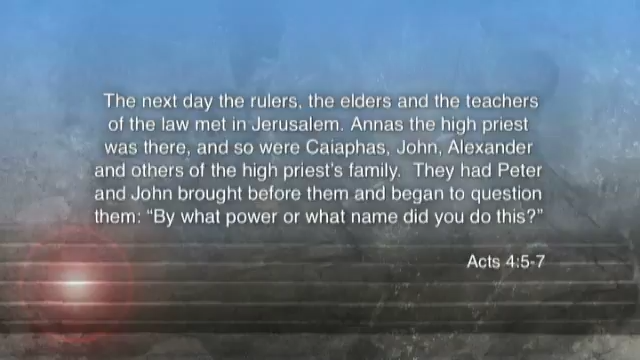 The next day the rulers, the elders and the teachers
of the law met in Jerusalem. Annas the high priest
was there, and so were Caiaphas, John, Alexander
and others of the high priest's family.  They had Peter
and John brought before them and began to question
them: “By what power or what name did you do this?”
Acts 4:5-7